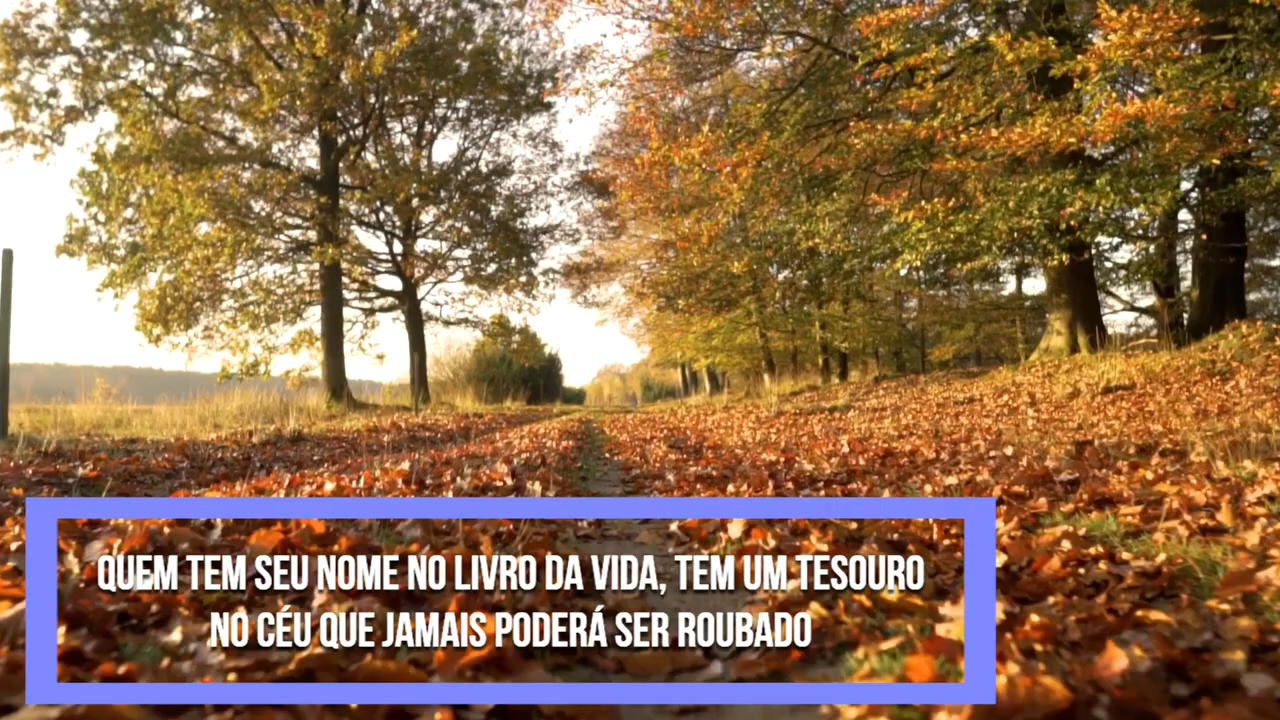 QUEM TEM SEU NOME NO LIVRO DA VIDA, TEM UM TESOURO
NO CÉU QUE JAMAIS PODERÁ SER ROUBADO